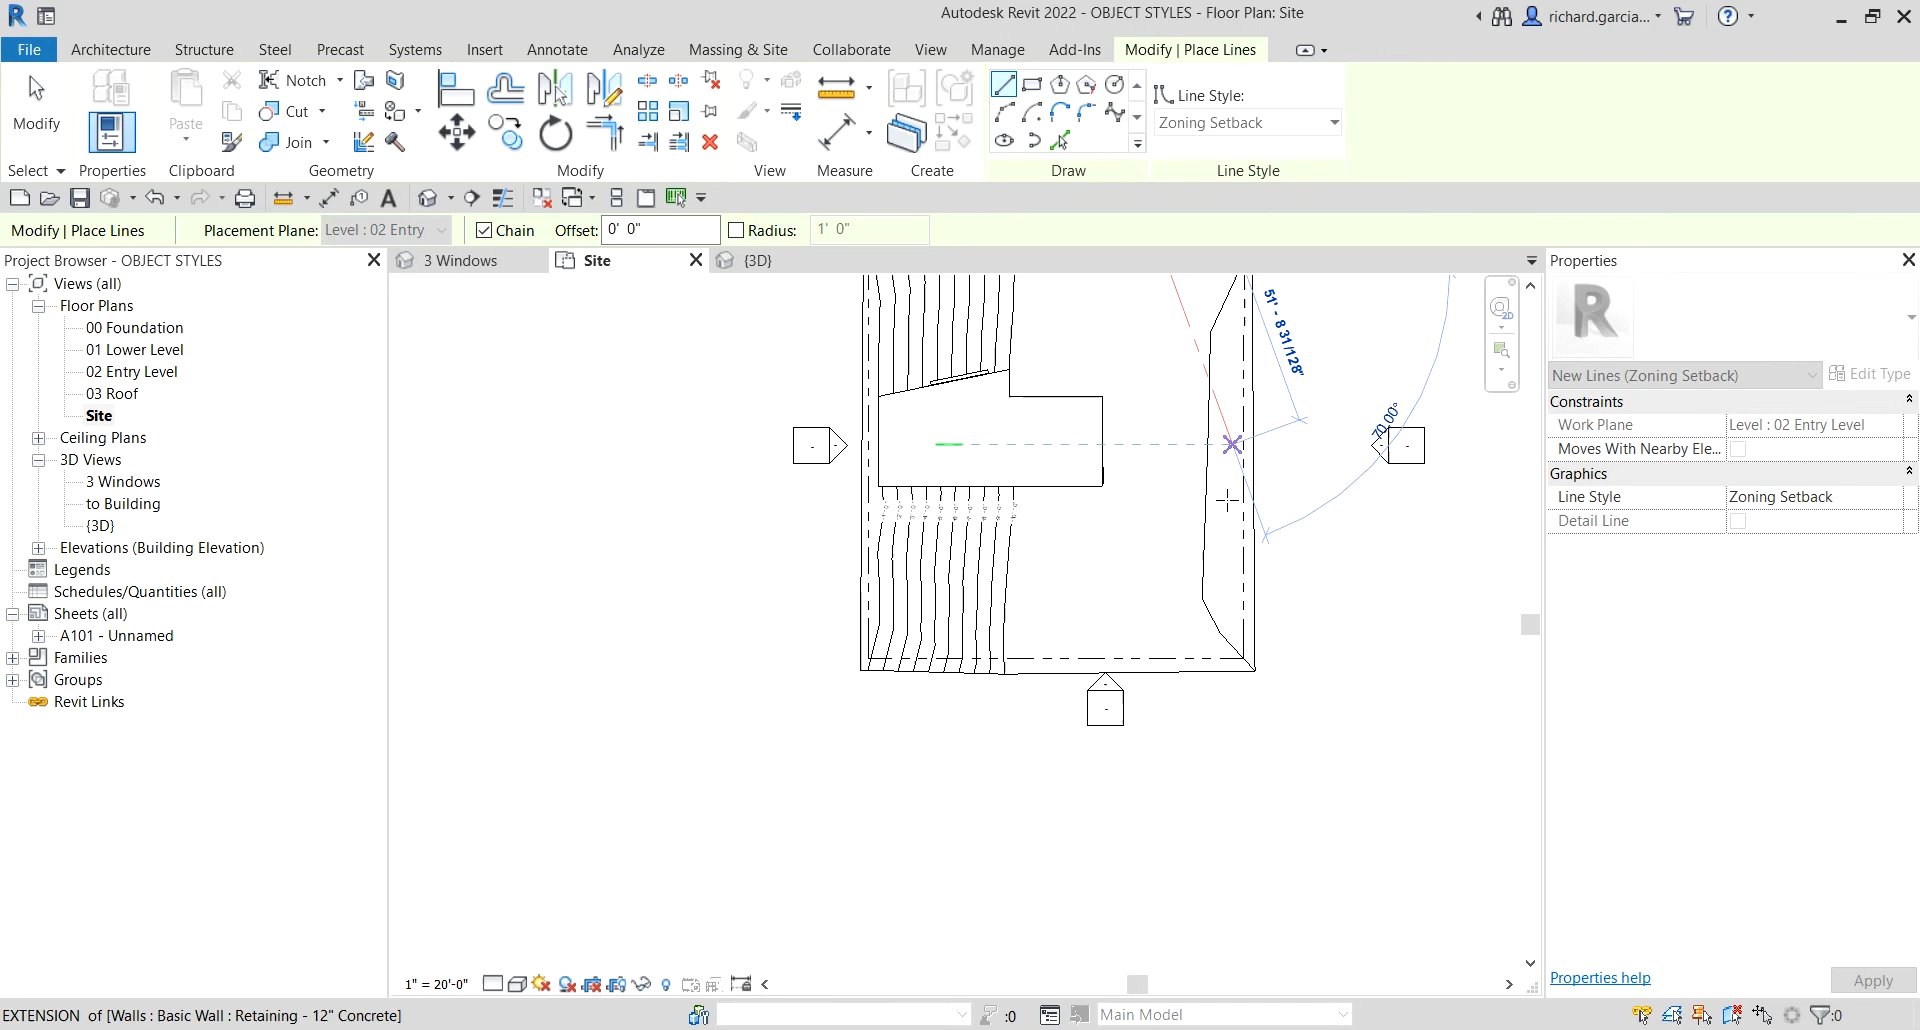 Autodesk Revit 2022 - OBJECT STYLES - Floor Plan: Site
richard.garcia...
File Architecture Structure Steel Precast Systems Insert Annotate Analyze Massing & Site Collaborate View Manage Add-Ins Modify | Place Lines
Modify
Paste
Notch
Cut
Join
Line Style:
Zoning Setback
Select Properties Clipboard Geometry Modify View Measure Create Draw Line Style
Modify | Place Lines Placement Plane: Level : 02 Entry Chain Offset: 0' 0" Radius: 1' 0"
Project Browser - OBJECT STYLES
Views (all)
Floor Plans
00 Foundation
01 Lower Level
02 Entry Level
03 Roof
Site
Ceiling Plans
3D Views
3 Windows
to Building
{3D}
Elevations (Building Elevation)
Legends
Schedules/Quantities (all)
Sheets (all)
A101 - Unnamed
Families
Groups
Revit Links
3 Windows Site {3D}
51' - 8 31/128"
70.00°
2D
Properties
New Lines (Zoning Setback) Edit Type
Constraints
Work Plane Level : 02 Entry Level
Moves With Nearby Ele...
Graphics
Line Style Zoning Setback
Detail Line
Properties help Apply
1" = 20'-0"
EXTENSION of [Walls : Basic Wall : Retaining - 12" Concrete]
:0
Main Model
:0